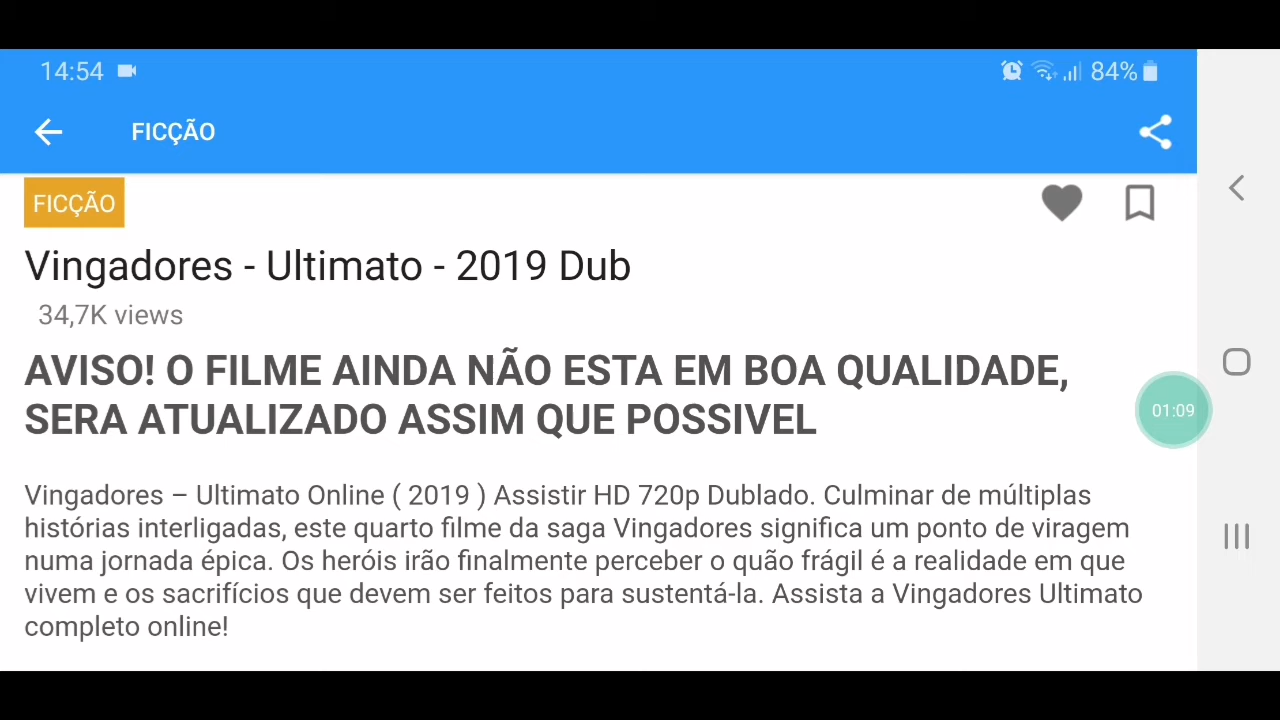 14:54
84%
FICÇÃO
FICÇÃO
Vingadores - Ultimato - 2019 Dub
34,7K views
AVISO! O FILME AINDA NÃO ESTA EM BOA QUALIDADE,
SERA ATUALIZADO ASSIM QUE POSSIVEL
01:09
Vingadores – Ultimato Online ( 2019 ) Assistir HD 720p Dublado. Culminar de múltiplas
histórias interligadas, este quarto filme da saga Vingadores significa um ponto de viragem
numa jornada épica. Os heróis irão finalmente perceber o quão frágil é a realidade em que
vivem e os sacrifícios que devem ser feitos para sustentá-la. Assista a Vingadores Ultimato
completo online!